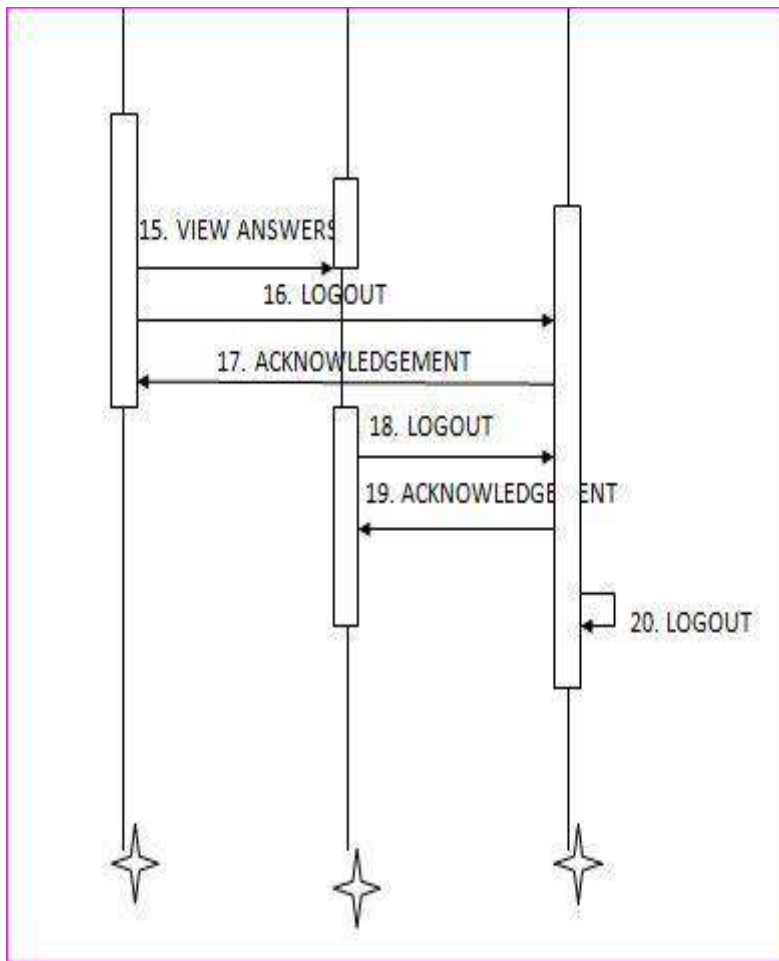 15. VIEW ANSWERS
16. LOGOUT
17. ACKNOWLEDGEMENT
18. LOGOUT
19. ACKNOWLEDGEMENT
20. LOGOUT